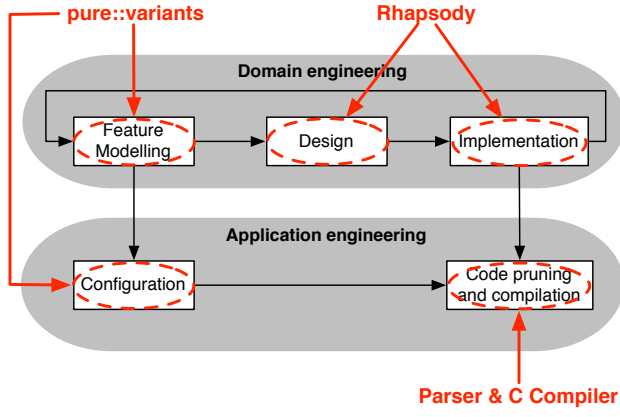 pure::variants
Rhapsody
Domain engineering
Feature
Modelling
Design
Implementation
Application engineering
Configuration
Code pruning
and compilation
Parser & C Compiler